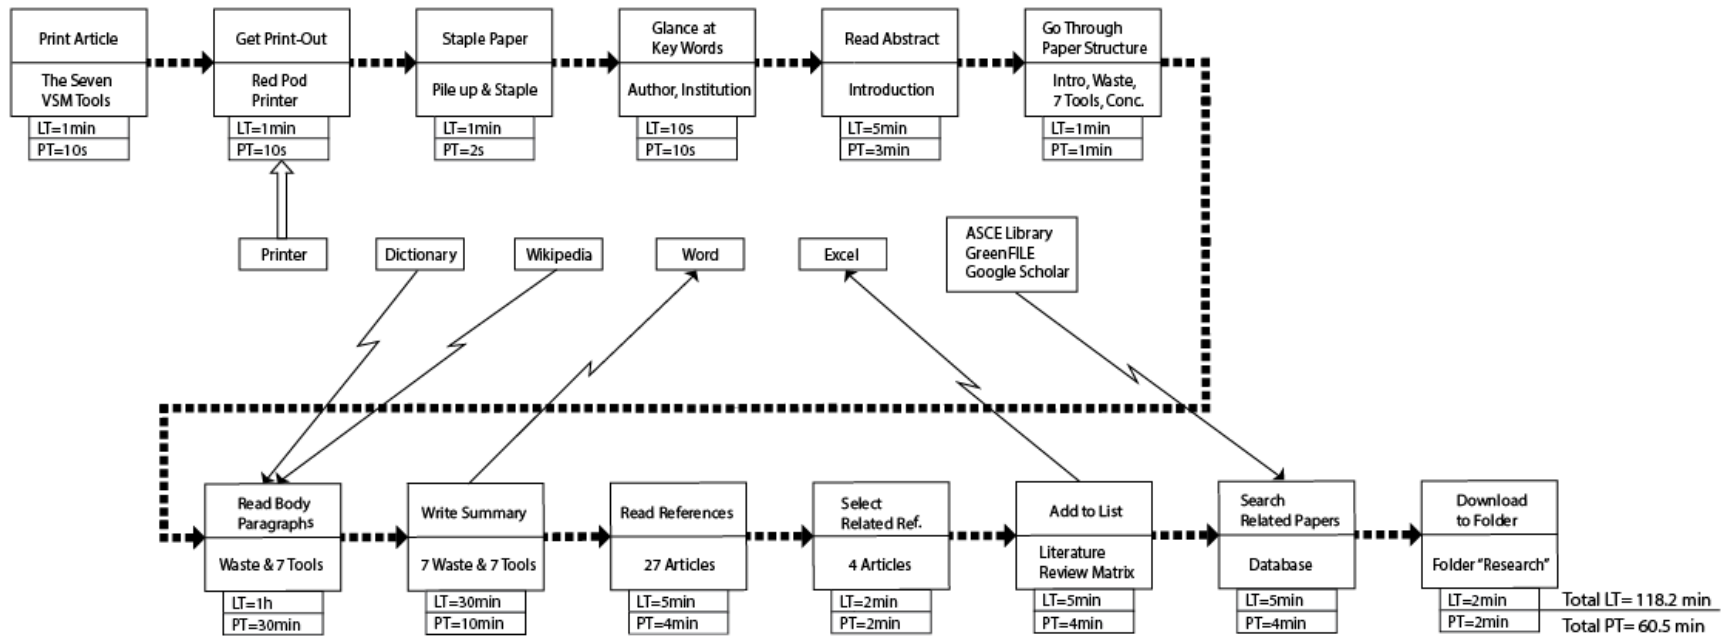 Print Article
The Seven
VSM Tools
LT=1min
PT=10s
Get Print-Out
Red Pod
Printer
LT=1min
PT=10s
Staple Paper
Pile up & Staple
LT=1min
PT=2s
Glance at
Key Words
Author, Institution
LT=10s
PT=10s
Read Abstract
Introduction
LT=5min
PT=3min
Go Through
Paper Structure
Intro, Waste,
7 Tools, Conc.
LT=1min
PT=1min
Printer
Dictionary
Wikipedia
Word
Excel
ASCE Library
GreenFILE
Google Scholar
Read Body
Paragraphs
Waste & 7 Tools
LT=1h
PT=30min
Write Summary
7 Waste & 7 Tools
LT=30min
PT=10min
Read References
27 Articles
LT=5min
PT=4min
Select
Related Ref.
4 Articles
LT=2min
PT=2min
Add to List
Literature
Review Matrix
LT=5min
PT=4min
Search
Related Papers
Database
LT=5min
PT=4min
Download
to Folder
Folder "Research"
LT=2min
PT=2min
Total LT= 118.2 min
Total PT= 60.5 min